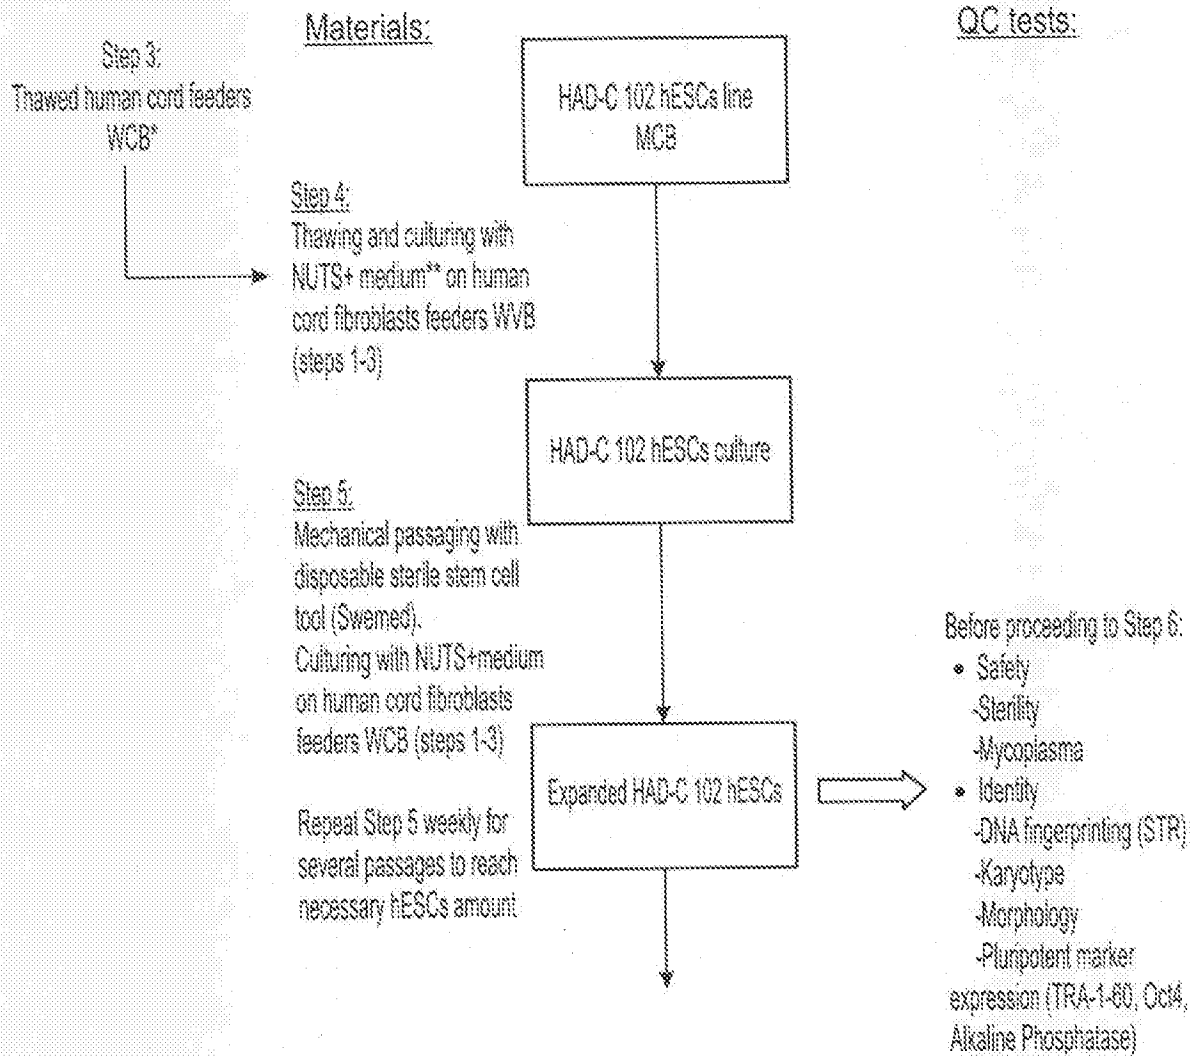 Materials:
QC tests:
Step 3:
Thawed human cord feeders
WCB*
HAD-C 102 hESCs line
MCB
Step 4:
Thawing and culturing with
NUTS+ medium** on human
cord fibroblasts feeders WVB
(steps 1-3)
HAD-C 102 hESCs culture
Step 5:
Mechanical passaging with
disposable sterile stem cell
tool (Swemed).
Culturing with NUTS+medium
on human cord fibroblasts
feeders WCB (steps 1-3)
Expanded HAD-C 102 hESCs
Repeat Step 5 weekly for
several passages to reach
necessary hESCs amount
Before proceeding to Step 6:
• Safety
-Sterility
-Mycoplasma
• Identity
-DNA fingerprinting (STR)
-Karyotype
-Morphology
-Pluripotent marker
expression (TRA-1-60, Oct4,
Alkaline Phosphatase)